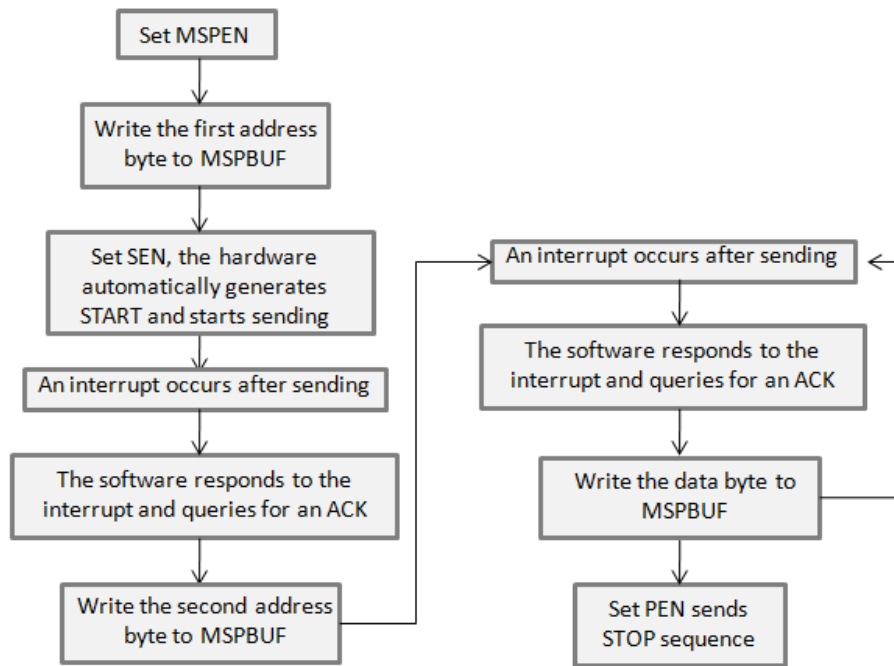 Set MSPEN
Write the first address
byte to MSPBUF
Set SEN, the hardware
automatically generates
START and starts sending
An interrupt occurs after sending
The software responds to the
interrupt and queries for an ACK
Write the second address
byte to MSPBUF
An interrupt occurs after sending
The software responds to the
interrupt and queries for an ACK
Write the data byte to
MSPBUF
Set PEN sends
STOP sequence